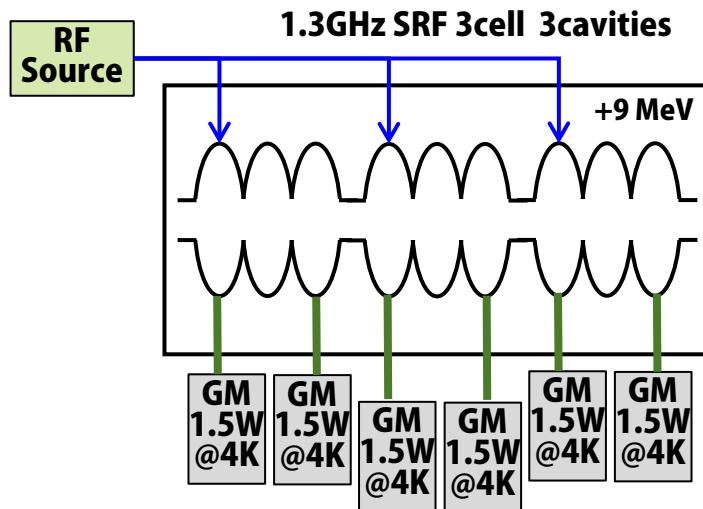 1.3GHz SRF 3cell 3cavities
RF
Source
+9 MeV
GM
1.5W
@4K
GM
1.5W
@4K
GM
1.5W
@4K
GM
1.5W
@4K
GM
1.5W
@4K
GM
1.5W
@4K